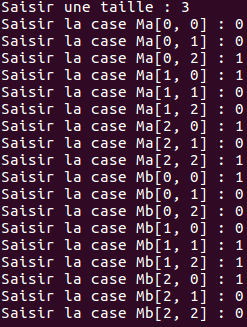 Saisir une taille : 3
Saisir la case Ma[0, 0] : 0
Saisir la case Ma[0, 1] : 0
Saisir la case Ma[0, 2] : 1
Saisir la case Ma[1, 0] : 1
Saisir la case Ma[1, 1] : 0
Saisir la case Ma[1, 2] : 0
Saisir la case Ma[2, 0] : 1
Saisir la case Ma[2, 1] : 0
Saisir la case Ma[2, 2] : 1
Saisir la case Mb[0, 0] : 1
Saisir la case Mb[0, 1] : 0
Saisir la case Mb[0, 2] : 0
Saisir la case Mb[1, 0] : 0
Saisir la case Mb[1, 1] : 1
Saisir la case Mb[1, 2] : 1
Saisir la case Mb[2, 0] : 1
Saisir la case Mb[2, 1] : 0
Saisir la case Mb[2, 2] : 0